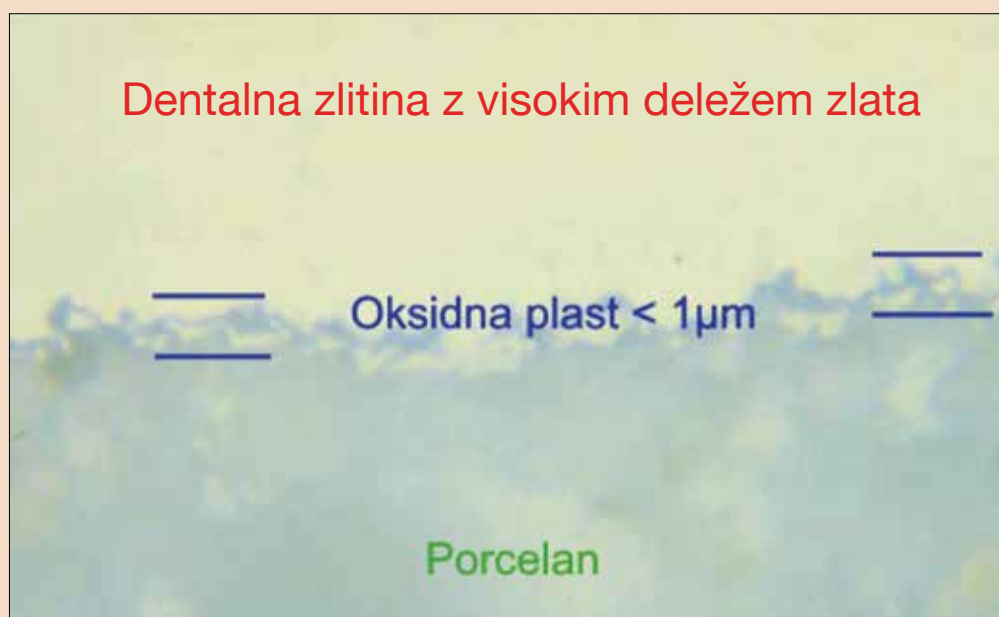 Dentalna zlitina z visokim deležem zlata
Oksidna plast < 1µm
Porcelan